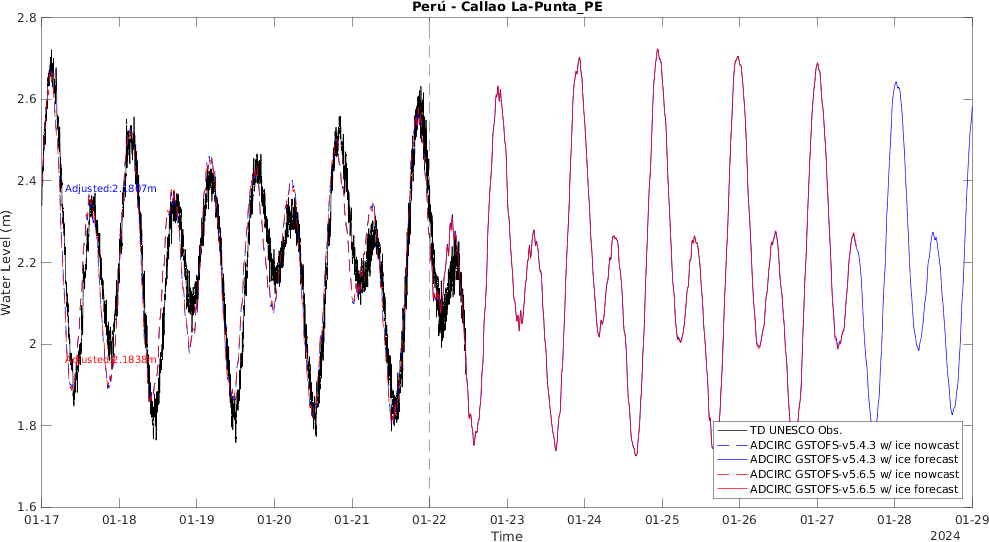 Perú - Callao La-Punta_PE
2.8
2.6
2.4
2.2
2
1.8
1.6
Water Level (m)
Adjusted:2.1807m
Adjusted:2.1838m
TD UNESCO Obs.
ADCIRC GSTOFS-v5.4.3 w/ ice nowcast
ADCIRC GSTOFS-v5.4.3 w/ ice forecast
ADCIRC GSTOFS-v5.6.5 w/ ice nowcast
ADCIRC GSTOFS-v5.6.5 w/ ice forecast
01-17 01-18 01-19 01-20 01-21 01-22 01-23 01-24 01-25 01-26 01-27 01-28 01-29
Time
2024